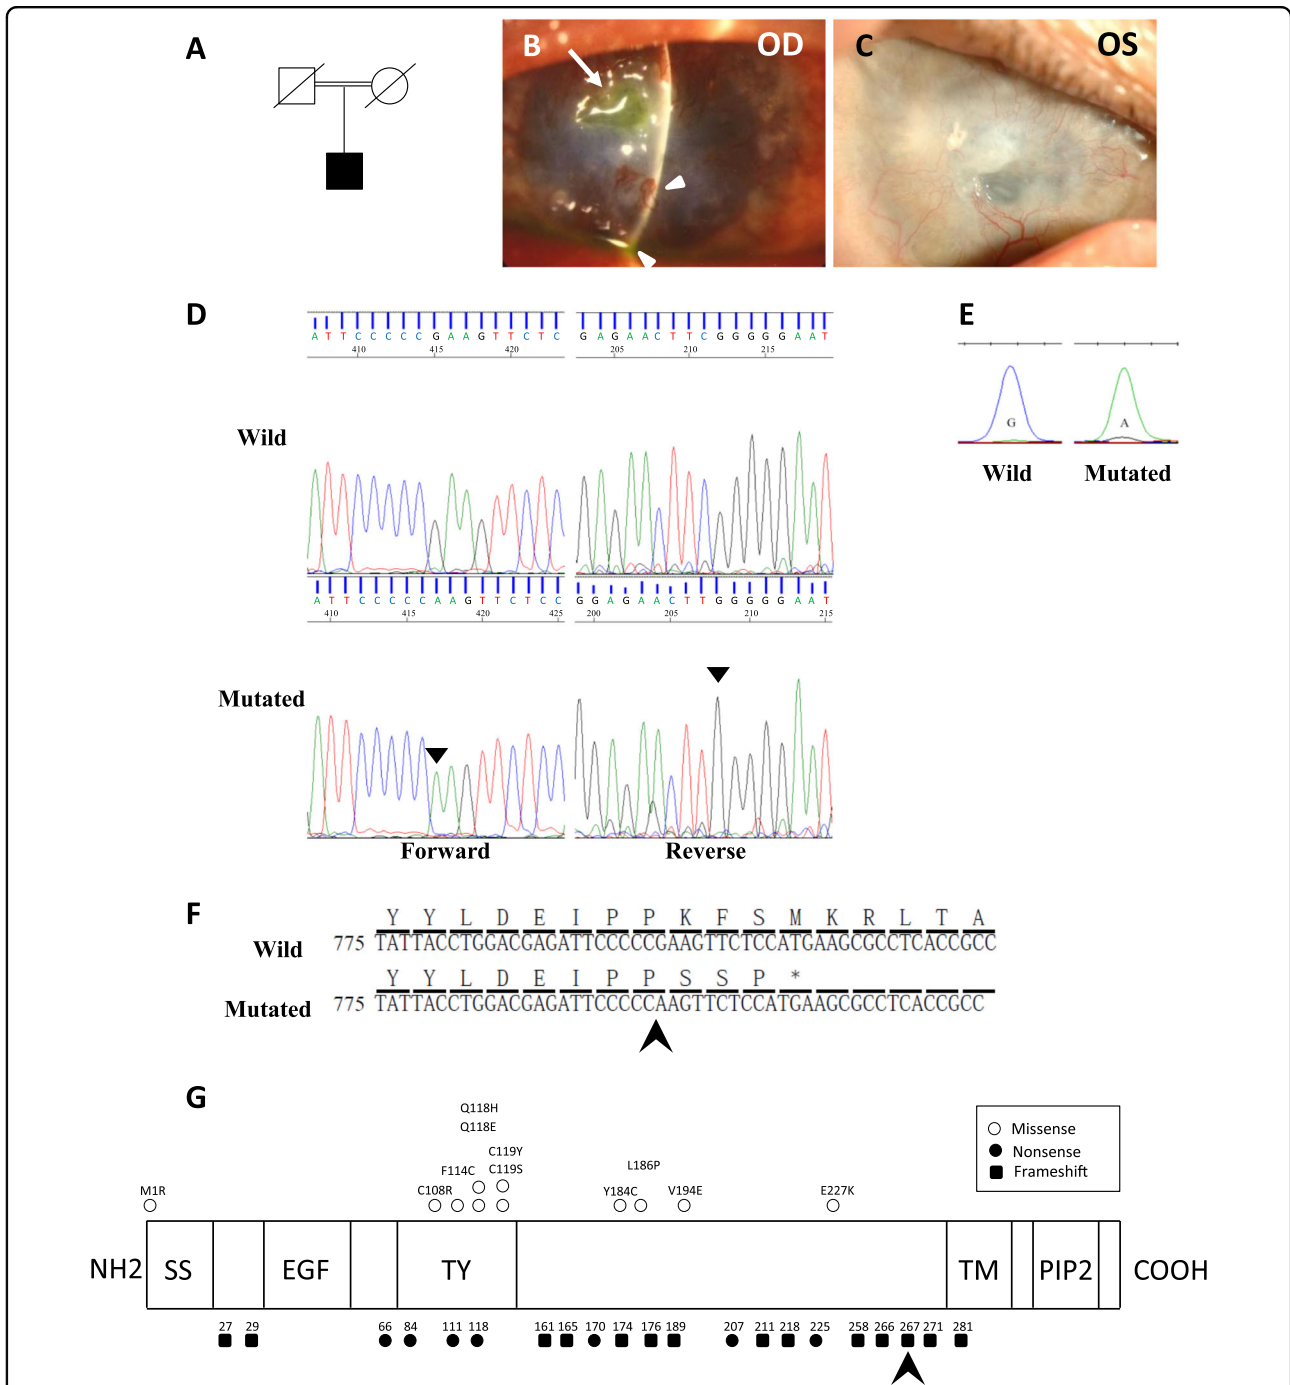 A
B
OD
C
OS
D
E
A T T C C C C C G A A G T T C T C
410 415 420
G A G A A C T T C G G G G G A A T
205 210 215
Wild
G
A
Wild
Mutated
A T T C C C C C A A G T T C T C C
410 415 420 425
G G A G A A C T T G G G G G A A T
200 205 210 215
Mutated
Forward
Reverse
F
Y Y L D E I P P K F S M K R L T A
Wild
775 TATTACCTGGACGAGATTCCCCCGAAGTTCTCCATGAAGCGCCTCACCGCC
Y Y L D E I P P S S P *
Mutated
775 TATTACCTGGACGAGATTCCCCCAAGTTCTCCATGAAGCGCCTCACCGCC
G
Q118H
Q118E
C119Y
F114C
C119S
L186P
M1R
C108R
Y184C
V194E
E227K
Missense
Nonsense
Frameshift
NH2
SS
EGF
TY
TM
PIP2
COOH
27 29 66 84 111 118 161 165 170 174 176 189 207 211 218 225 258 266 267 271 281